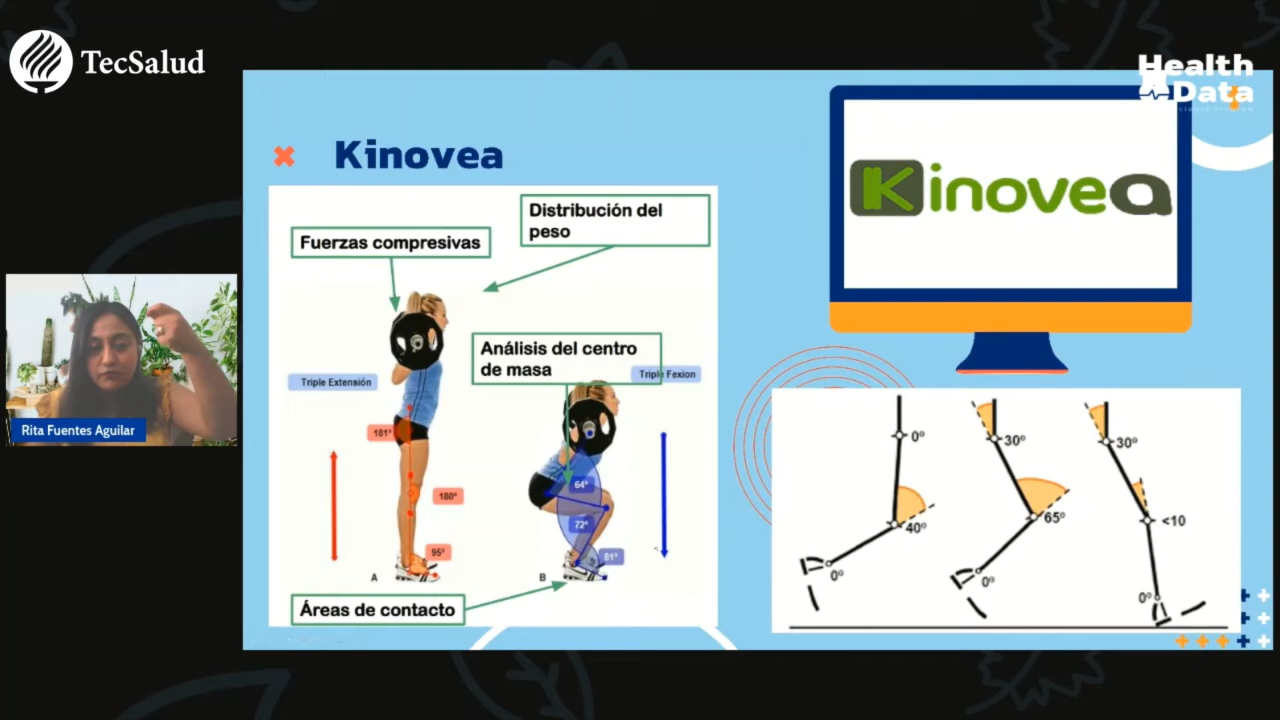 TecSalud
Health
Data
Kinovea
Kinovea
Distribución del
peso
Fuerzas compresivas
Análisis del centro
de masa
Triple Extensión
Triple Fexion
181°
180°
95°
64°
72°
81°
A
B
Áreas de contacto
0°
40°
0°
30°
65°
0°
30°
<10
0°
Rita Fuentes Aguilar